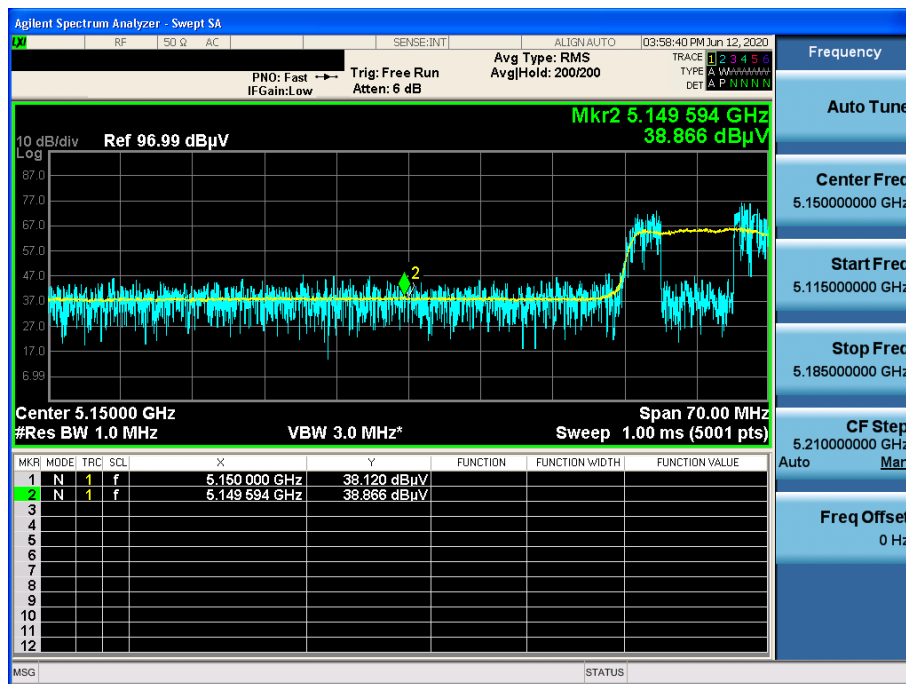 Agilent Spectrum Analyzer - Swept SA
LXI RF 50 Ω AC SENSE:INT ALIGN AUTO 03:58:40 PM Jun 12, 2020
Frequency
Avg Type: RMS TRACE 1 2 3 4 5 6
PNO: Fast Trig: Free Run Avg|Hold: 200/200 TYPE A WWWWW
IFGain:Low Atten: 6 dB DET A P N N N N
Auto Tune
Mkr2 5.149 594 GHz
38.866 dBµV
10 dB/div Ref 96.99 dBµV
Log
87.0
77.0
67.0
57.0
47.0
37.0
27.0
17.0
6.99
2
Center Freq
5.150000000 GHz
Start Freq
5.115000000 GHz
Stop Freq
5.185000000 GHz
Center 5.15000 GHz Span 70.00 MHz
#Res BW 1.0 MHz VBW 3.0 MHz* Sweep 1.00 ms (5001 pts)
CF Step
5.210000000 GHz
Auto Man
MKR MODE TRC SCL X Y FUNCTION FUNCTION WIDTH FUNCTION VALUE
1 N 1 f 5.150 000 GHz 38.120 dBµV
2 N 1 f 5.149 594 GHz 38.866 dBµV
3
4
5
6
7
8
9
10
11
12
Freq Offset
0 Hz
MSG STATUS